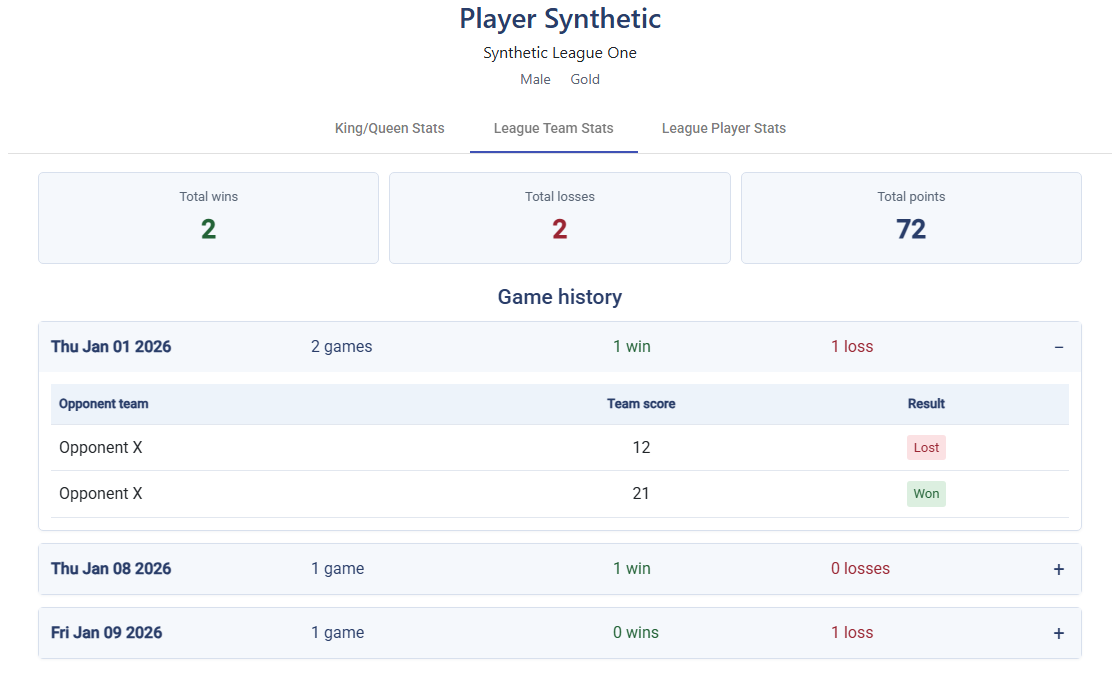 Player Synthetic
Synthetic League One
Male Gold
King/Queen Stats League Team Stats League Player Stats
Total wins Total losses Total points
2 2 72
Game history
Thu Jan 01 2026 2 games 1 win 1 loss −
Opponent team Team score Result
Opponent X 12 Lost
Opponent X 21 Won
Thu Jan 08 2026 1 game 1 win 0 losses +
Fri Jan 09 2026 1 game 0 wins 1 loss +